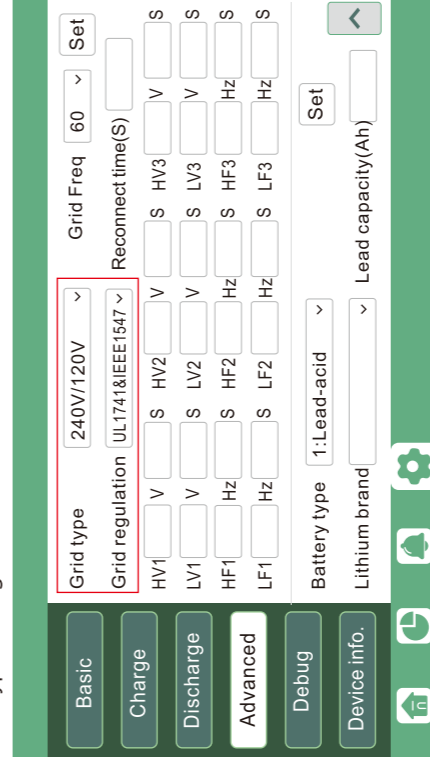 Basic
Charge
Discharge
Advanced
Debug
Device info.
Grid type 240V/120V Grid Freq 60 Set
Grid regulation UL1741&IEEE1547 Reconnect time(S)
HV1 V S HV2 V S HV3 V S
LV1 V S LV2 V S LV3 V S
HF1 Hz S HF2 Hz S HF3 Hz S
LF1 Hz S LF2 Hz S LF3 Hz S
Battery type 1:Lead-acid Set
Lithium brand Lead capacity(Ah)